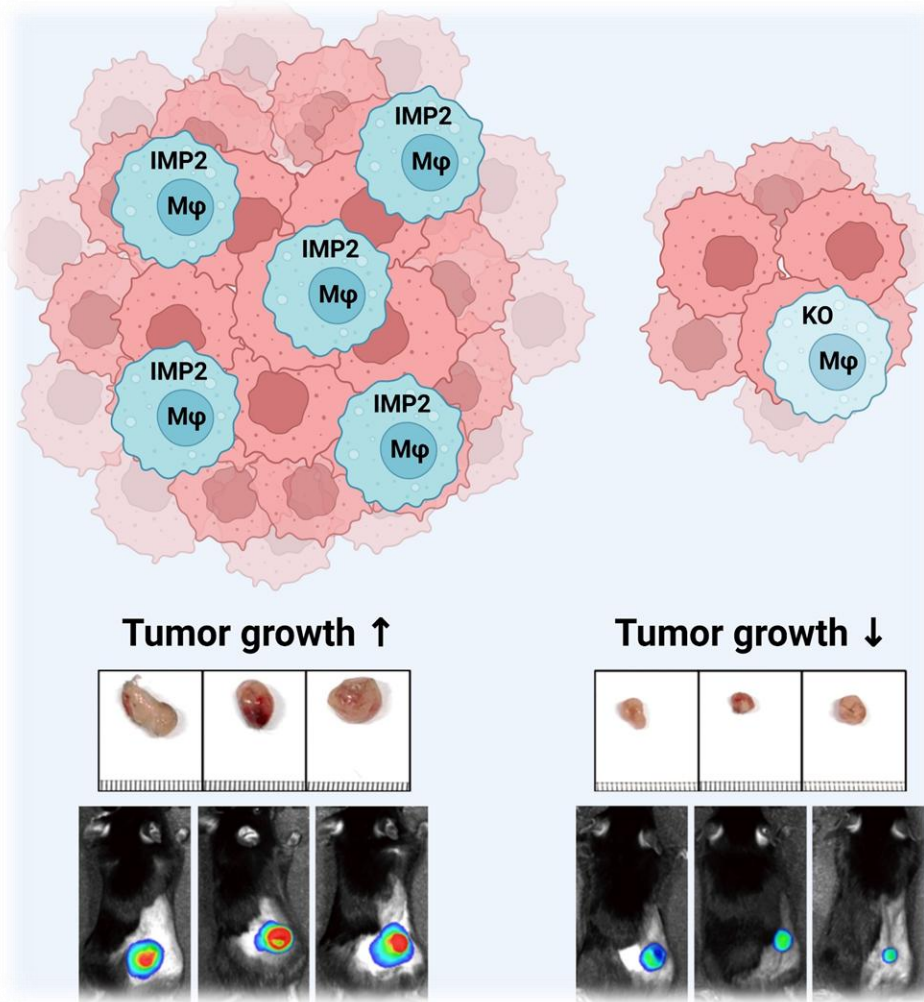 IMP2
Mφ
IMP2
Mφ
IMP2
Mφ
IMP2
Mφ
IMP2
Mφ
KO
Mφ
Tumor growth ↑
Tumor growth ↓